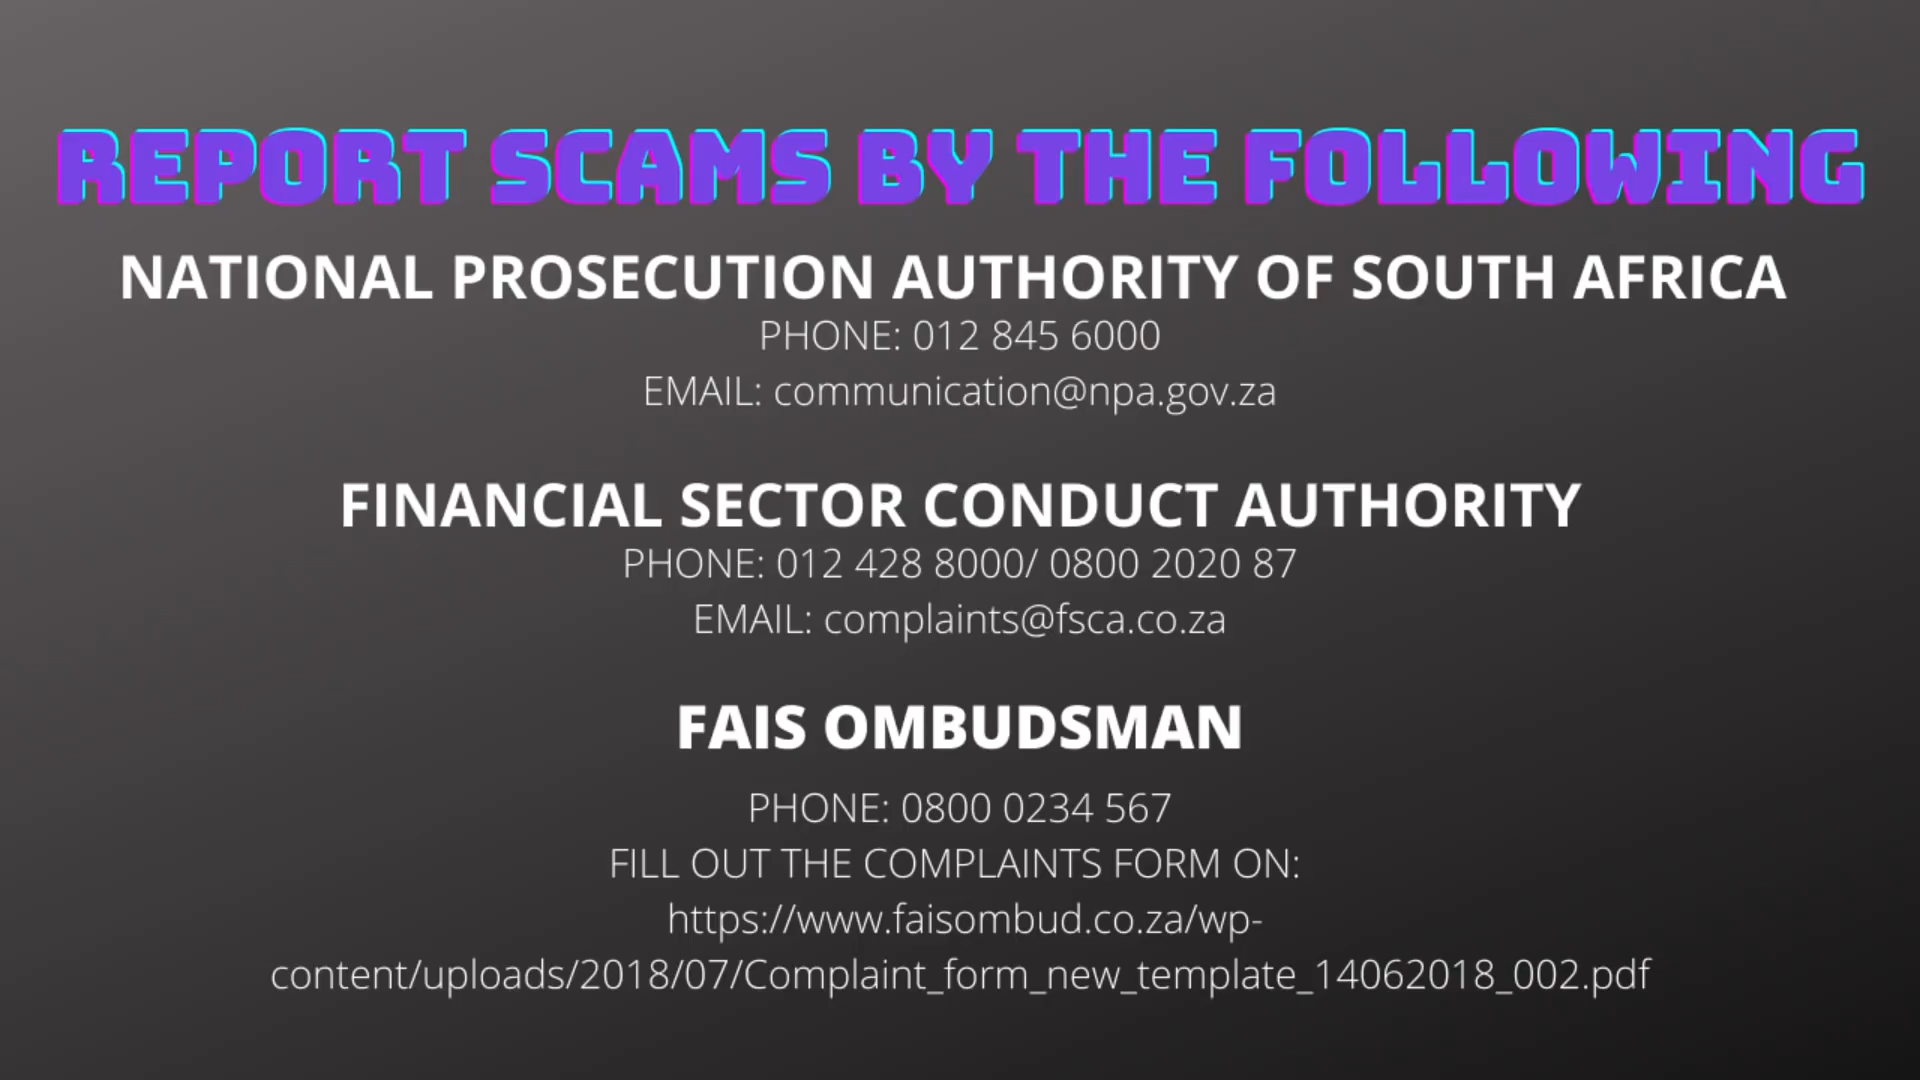 REPORT SCAMS BY THE FOLLOWING
NATIONAL PROSECUTION AUTHORITY OF SOUTH AFRICA
PHONE: 012 845 6000
EMAIL: communication@npa.gov.za
FINANCIAL SECTOR CONDUCT AUTHORITY
PHONE: 012 428 8000/ 0800 2020 87
EMAIL: complaints@fsca.co.za
FAIS OMBUDSMAN
PHONE: 0800 0234 567
FILL OUT THE COMPLAINTS FORM ON:
https://www.faisombud.co.za/wp-
content/uploads/2018/07/Complaint_form_new_template_14062018_002.pdf